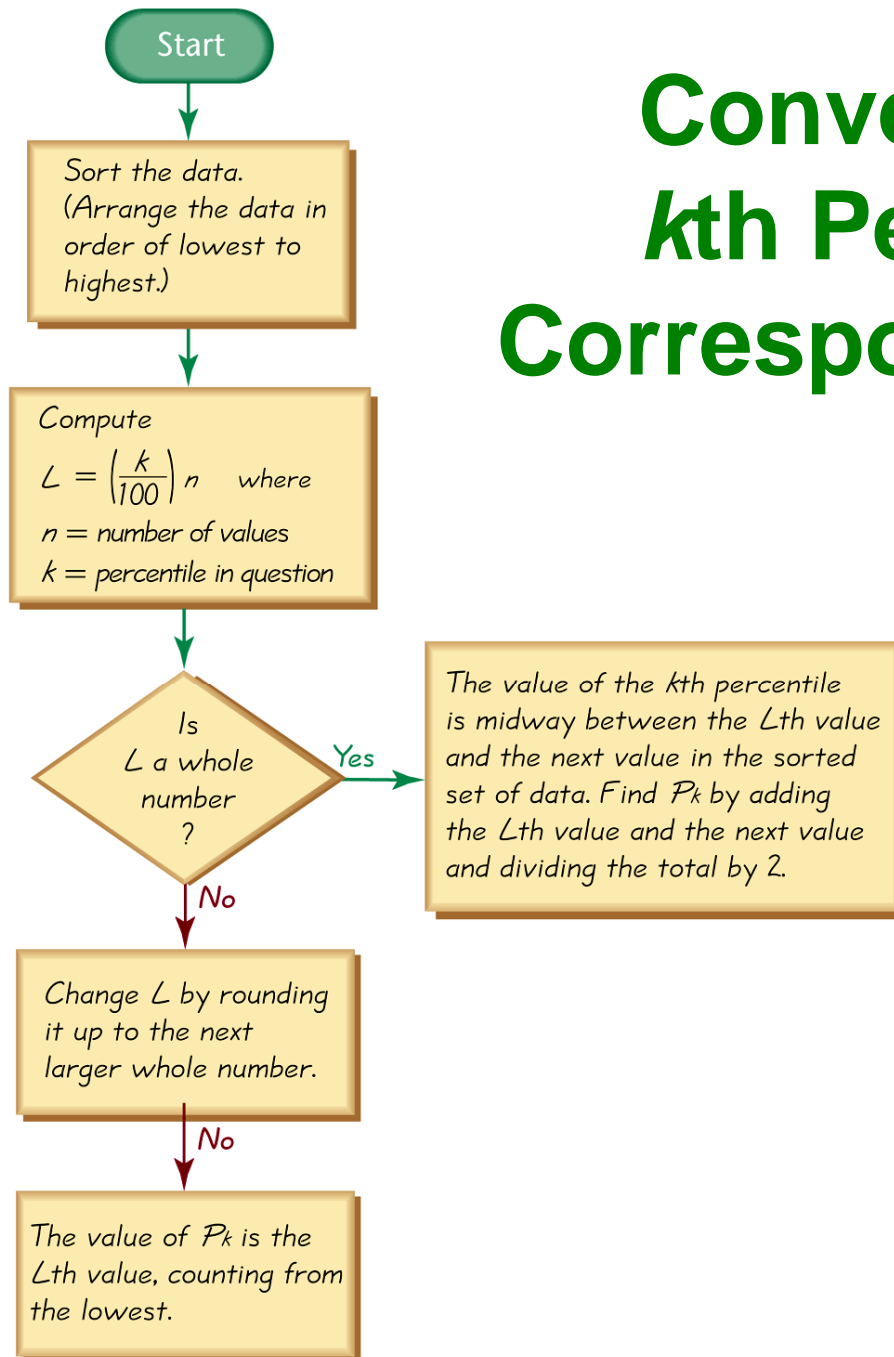 Start
Conve
kth Pe
Correspo
Sort the data.
(Arrange the data in
order of lowest to
highest.)
Compute
L = (k/100) n where
n = number of values
k = percentile in question
Is
L a whole
number
?
Yes
The value of the kth percentile
is midway between the Lth value
and the next value in the sorted
set of data. Find Pk by adding
the Lth value and the next value
and dividing the total by 2.
No
Change L by rounding
it up to the next
larger whole number.
No
The value of Pk is the
Lth value, counting from
the lowest.